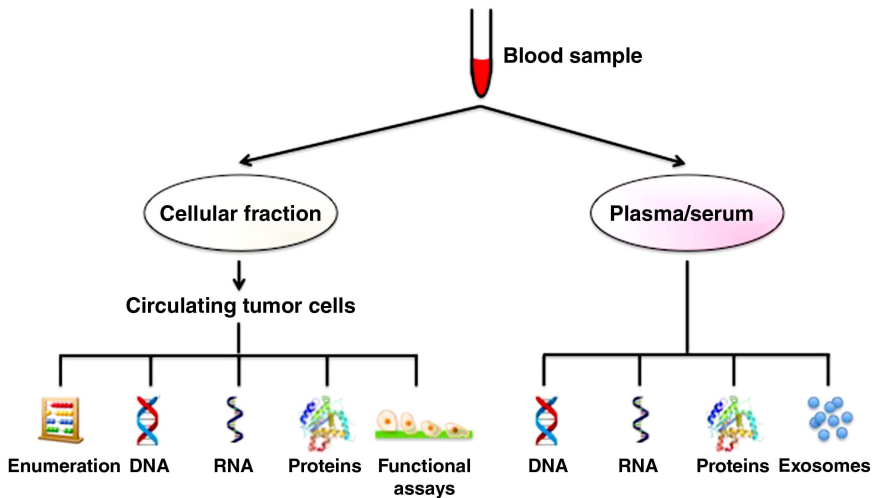 Blood sample
Cellular fraction
Plasma/serum
Circulating tumor cells
Enumeration DNA RNA Proteins Functional assays
DNA RNA Proteins Exosomes